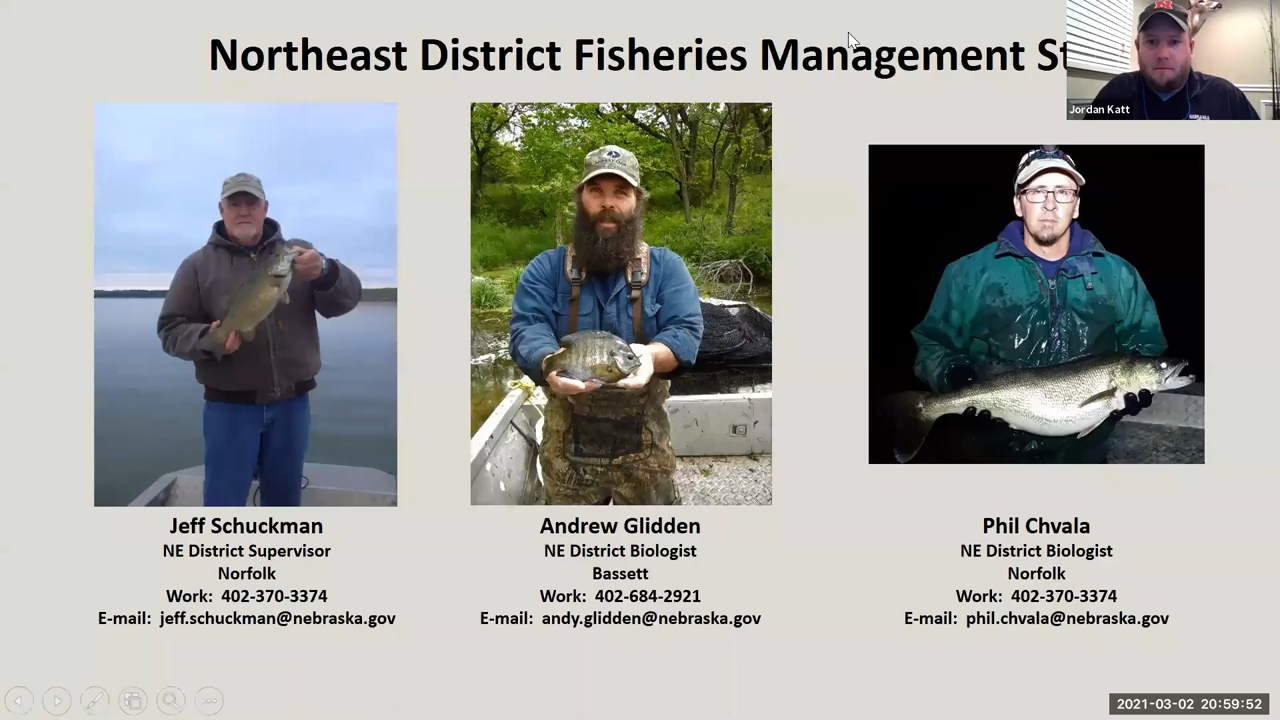 Northeast District Fisheries Management St
Jordan Katt
Jeff Schuckman
NE District Supervisor
Norfolk
Work: 402-370-3374
E-mail: jeff.schuckman@nebraska.gov
Andrew Glidden
NE District Biologist
Bassett
Work: 402-684-2921
E-mail: andy.glidden@nebraska.gov
Phil Chvala
NE District Biologist
Norfolk
Work: 402-370-3374
E-mail: phil.chvala@nebraska.gov
2021-03-02 20:59:52